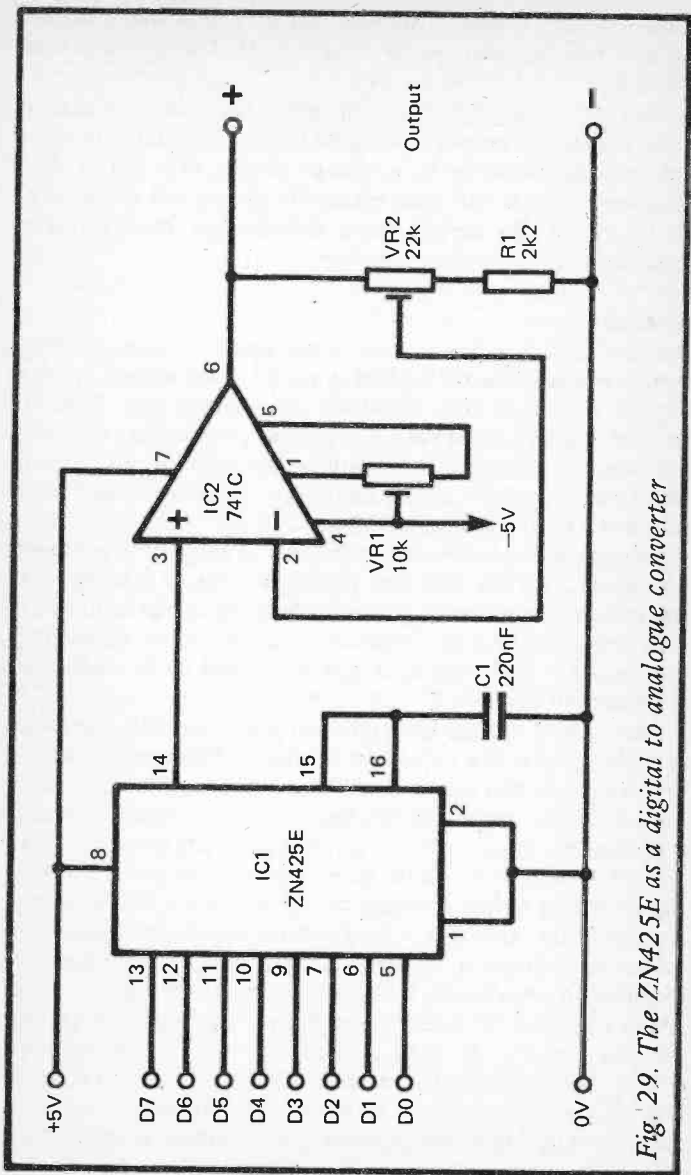 +5V
D7
D6
D5
D4
D3
D2
D1
D0
0V
13
12
11
10
9
7
6
5
8
IC1
ZN425E
14
15
16
1
2
C1
220nF
3
2
+
−
IC2
741C
7
6
5
1
4
VR1
10k
−5V
VR2
22k
R1
2k2
+
Output
−
Fig. 29. The ZN425E as a digital to analogue converter